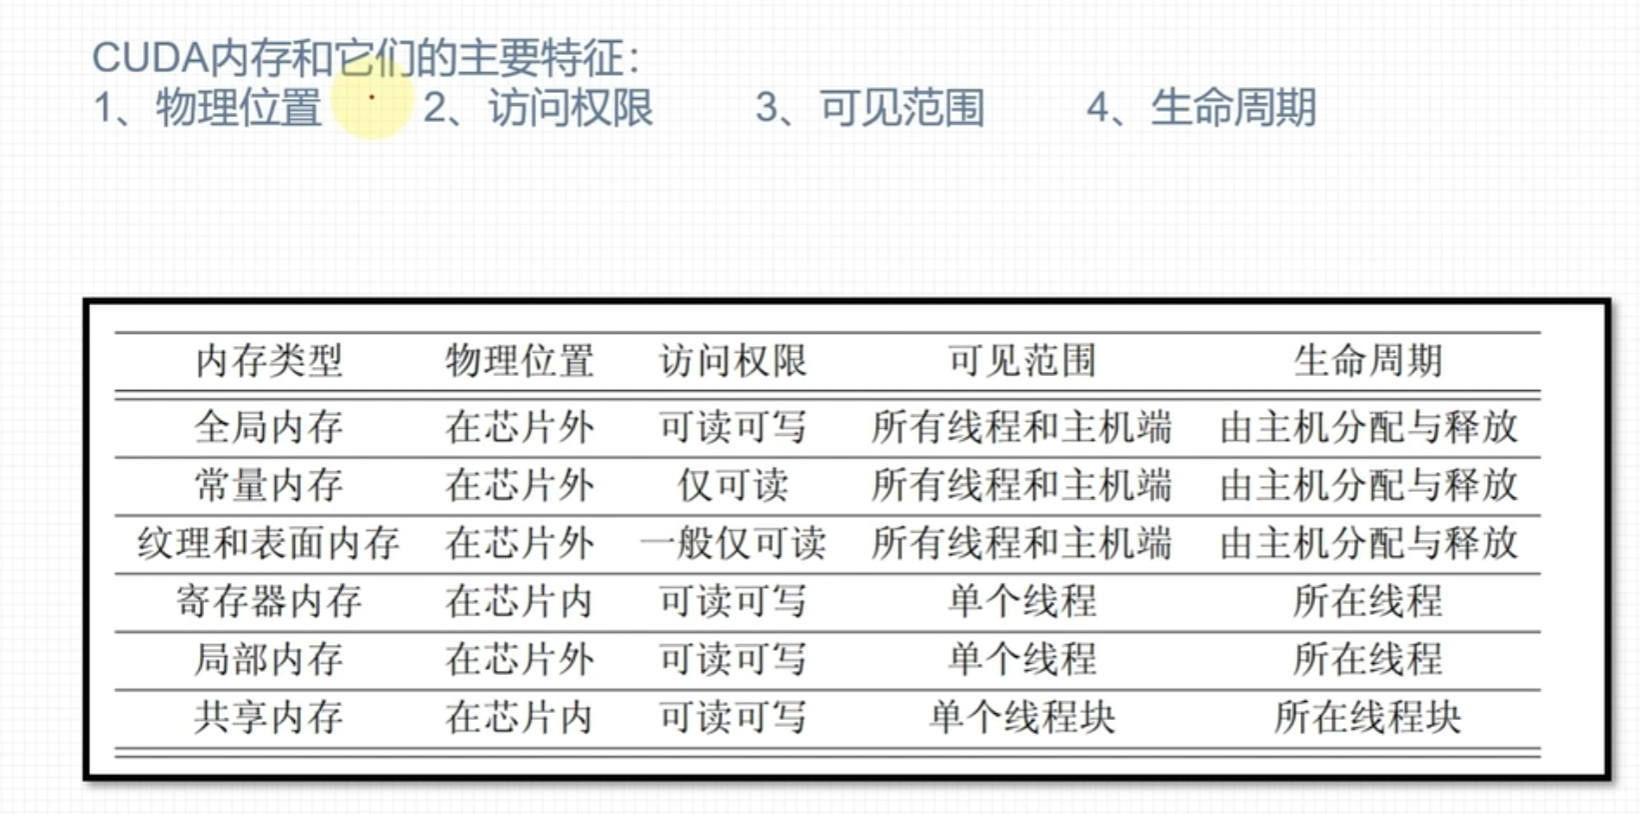 CUDA内存和它们的主要特征：
1、物理位置 2、访问权限 3、可见范围 4、生命周期
内存类型 物理位置 访问权限 可见范围 生命周期
全局内存 在芯片外 可读可写 所有线程和主机端 由主机分配与释放
常量内存 在芯片外 仅可读 所有线程和主机端 由主机分配与释放
纹理和表面内存 在芯片外 一般仅可读 所有线程和主机端 由主机分配与释放
寄存器内存 在芯片内 可读可写 单个线程 所在线程
局部内存 在芯片外 可读可写 单个线程 所在线程
共享内存 在芯片内 可读可写 单个线程块 所在线程块